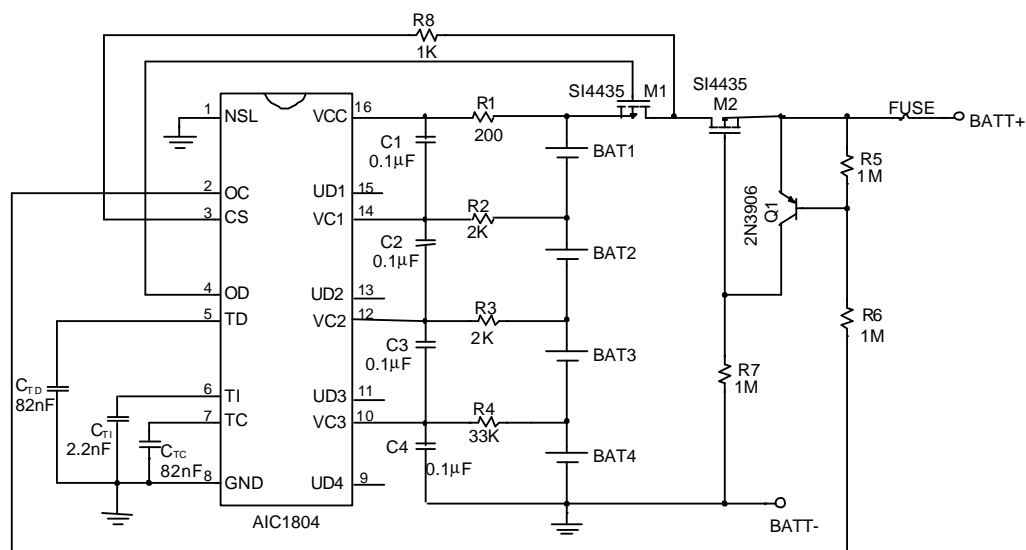 R8
1K
SI4435 M1
SI4435
M2
FUSE
BATT+
1 NSL VCC 16
R1
200
C1
0.1µF
BAT1
R5
1M
2 OC UD1 15
3 CS VC1 14
R2
2K
2N3906
Q1
C2
0.1µF
BAT2
4 OD UD2 13
5 TD VC2 12
R3
2K
R6
1M
C3
0.1µF
BAT3
CTD
82nF
R7
1M
6 TI UD3 11
7 TC VC3 10
R4
33K
CTI
2.2nF
CTC
82nF
C4
0.1µF
BAT4
8 GND UD4 9
BATT-
AIC1804